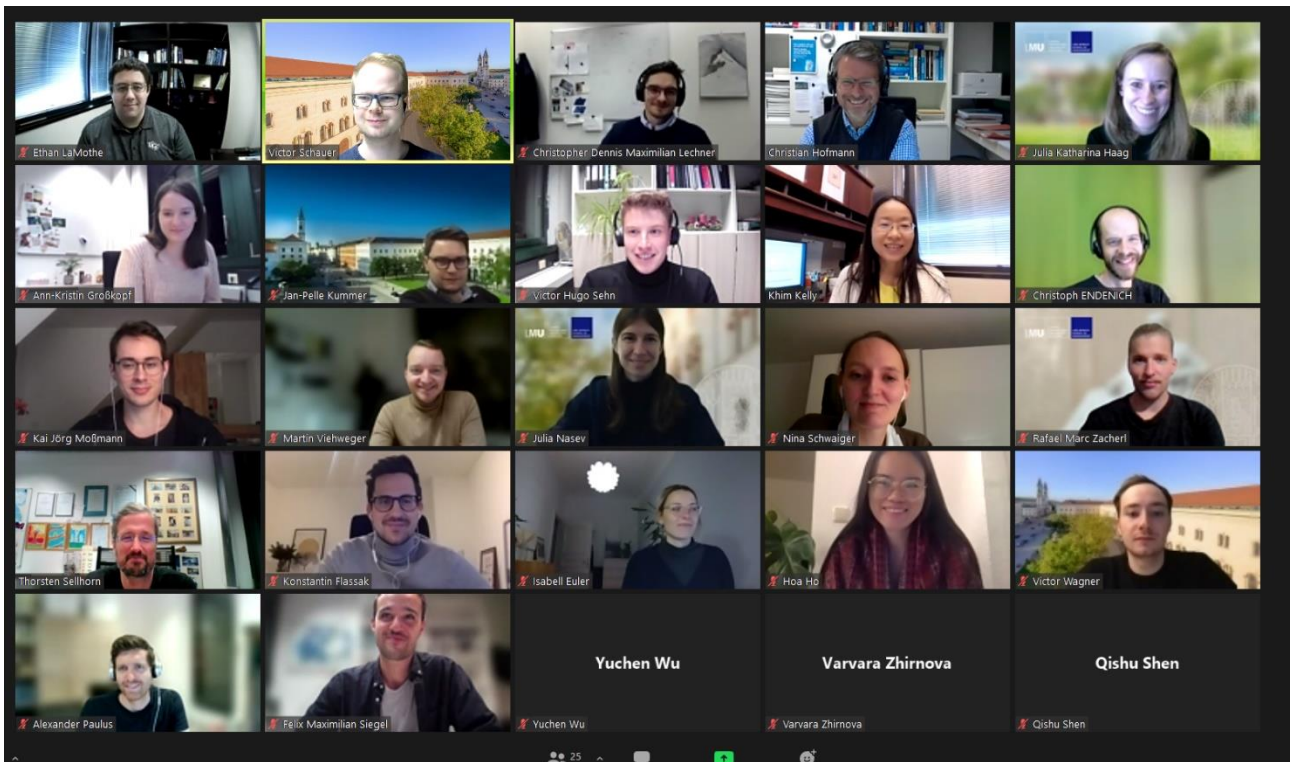 Ethan LaMothe
Victor Schauer
Christopher Dennis Maximilian Lechner
Christian Hofmann
LMU
Julia Katharina Haag
Ann-Kristin Großkopf
Jan-Pelle Kummer
Victor Hugo Sehn
Khim Kelly
Christoph ENDENICH
Kai Jörg Moßmann
Martin Viehweger
LMU
Julia Nasev
Nina Schwaiger
LMU
Rafael Marc Zacherl
Thorsten Sellhorn
Konstantin Flassak
Isabell Euler
Hoa Ho
Victor Wagner
Alexander Paulus
Felix Maximilian Siegel
Yuchen Wu
Yuchen Wu
Varvara Zhirnova
Varvara Zhirnova
Qishu Shen
Qishu Shen
25